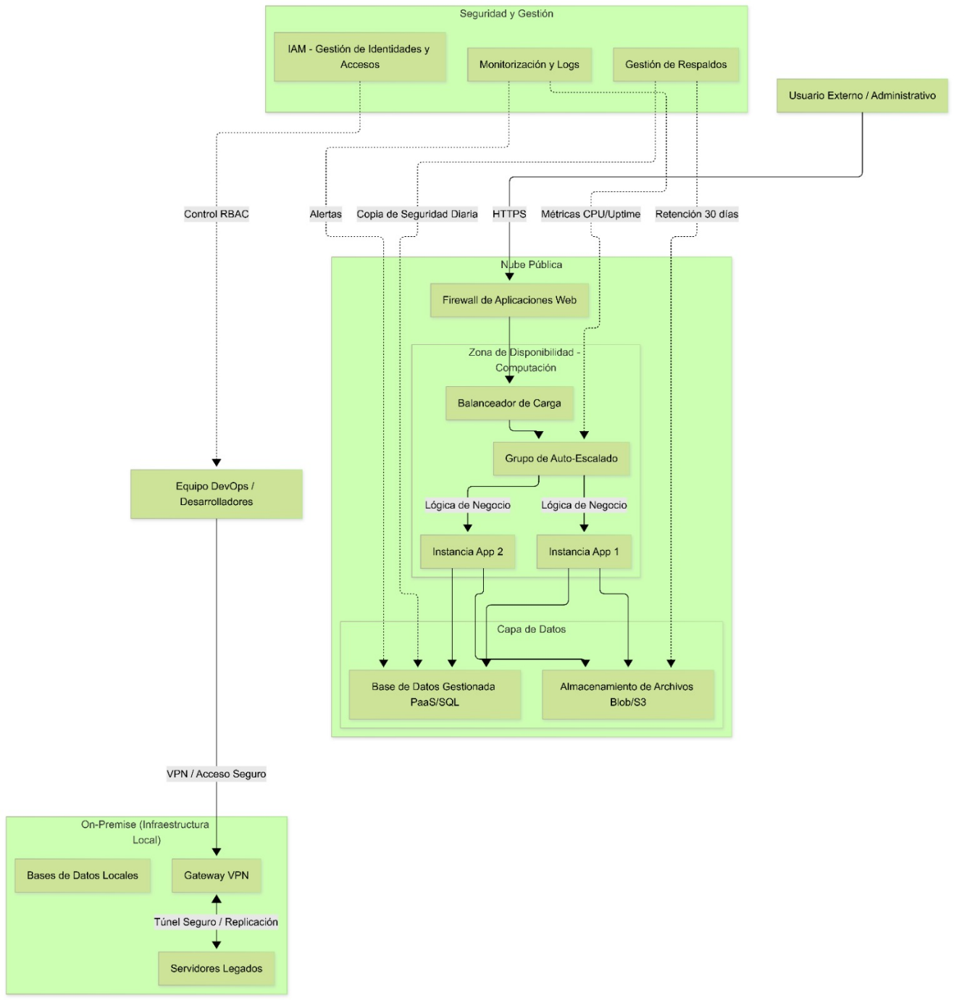 Seguridad y Gestión
IAM - Gestión de Identidades y
Accesos
Monitorización y Logs
Gestión de Respaldos
Usuario Externo / Administrativo
Control RBAC
Alertas
Copia de Seguridad Diaria
HTTPS
Métricas CPU/Uptime
Retención 30 días
Nube Pública
Firewall de Aplicaciones Web
Zona de Disponibilidad -
Computación
Balanceador de Carga
Grupo de Auto-Escalado
Equipo DevOps /
Desarrolladores
Lógica de Negocio
Lógica de Negocio
Instancia App 2
Instancia App 1
Capa de Datos
Base de Datos Gestionada
PaaS/SQL
Almacenamiento de Archivos
Blob/S3
VPN / Acceso Seguro
On-Premise (Infraestructura
Local)
Bases de Datos Locales
Gateway VPN
Túnel Seguro / Replicación
Servidores Legados